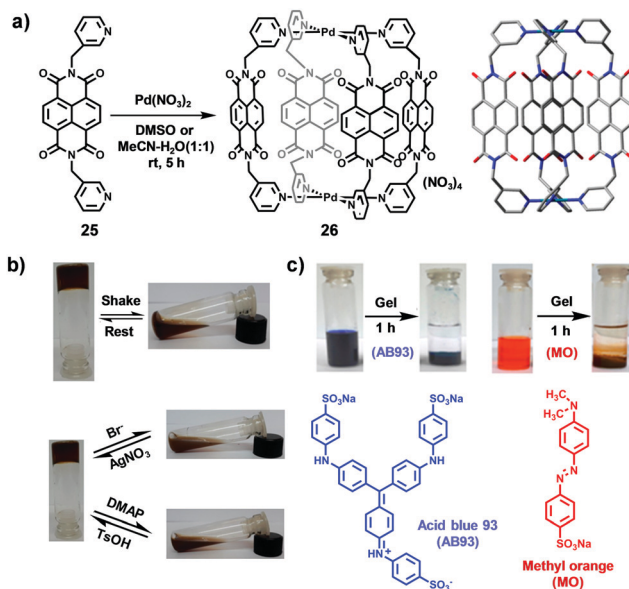 a)
N
O N O
O N O
N
25
Pd(NO₃)₂
DMSO or
MeCN-H₂O(1:1)
rt, 5 h
N Pd N
N N
O N O
O N O
O N O
O N O
O N O
O N O
O N O
O N O
N N
N Pd N
(NO₃)₄
26
b)
Shake
Rest
Br⁻
AgNO₃
DMAP
TsOH
c)
Gel
1 h
(AB93)
Gel
1 h
(MO)
SO₃Na
SO₃Na
HN
NH
HN⁺
SO₃⁻
Acid blue 93
(AB93)
H₃C
H₃C
N
N
N
SO₃Na
Methyl orange
(MO)